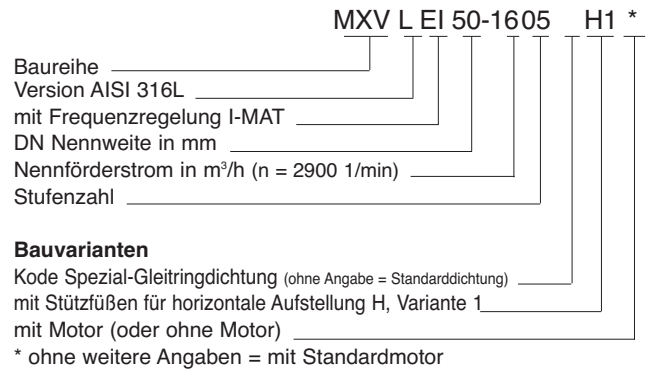 MXV L EI 50-1605 H1 *
Baureihe
Version AISI 316L
mit Frequenzregelung I-MAT
DN Nennweite in mm
Nennförderstrom in m³/h (n = 2900 1/min)
Stufenzahl
Bauvarianten
Kode Spezial-Gleitringdichtung (ohne Angabe = Standarddichtung)
mit Stützfüßen für horizontale Aufstellung H, Variante 1
mit Motor (oder ohne Motor)
* ohne weitere Angaben = mit Standardmotor